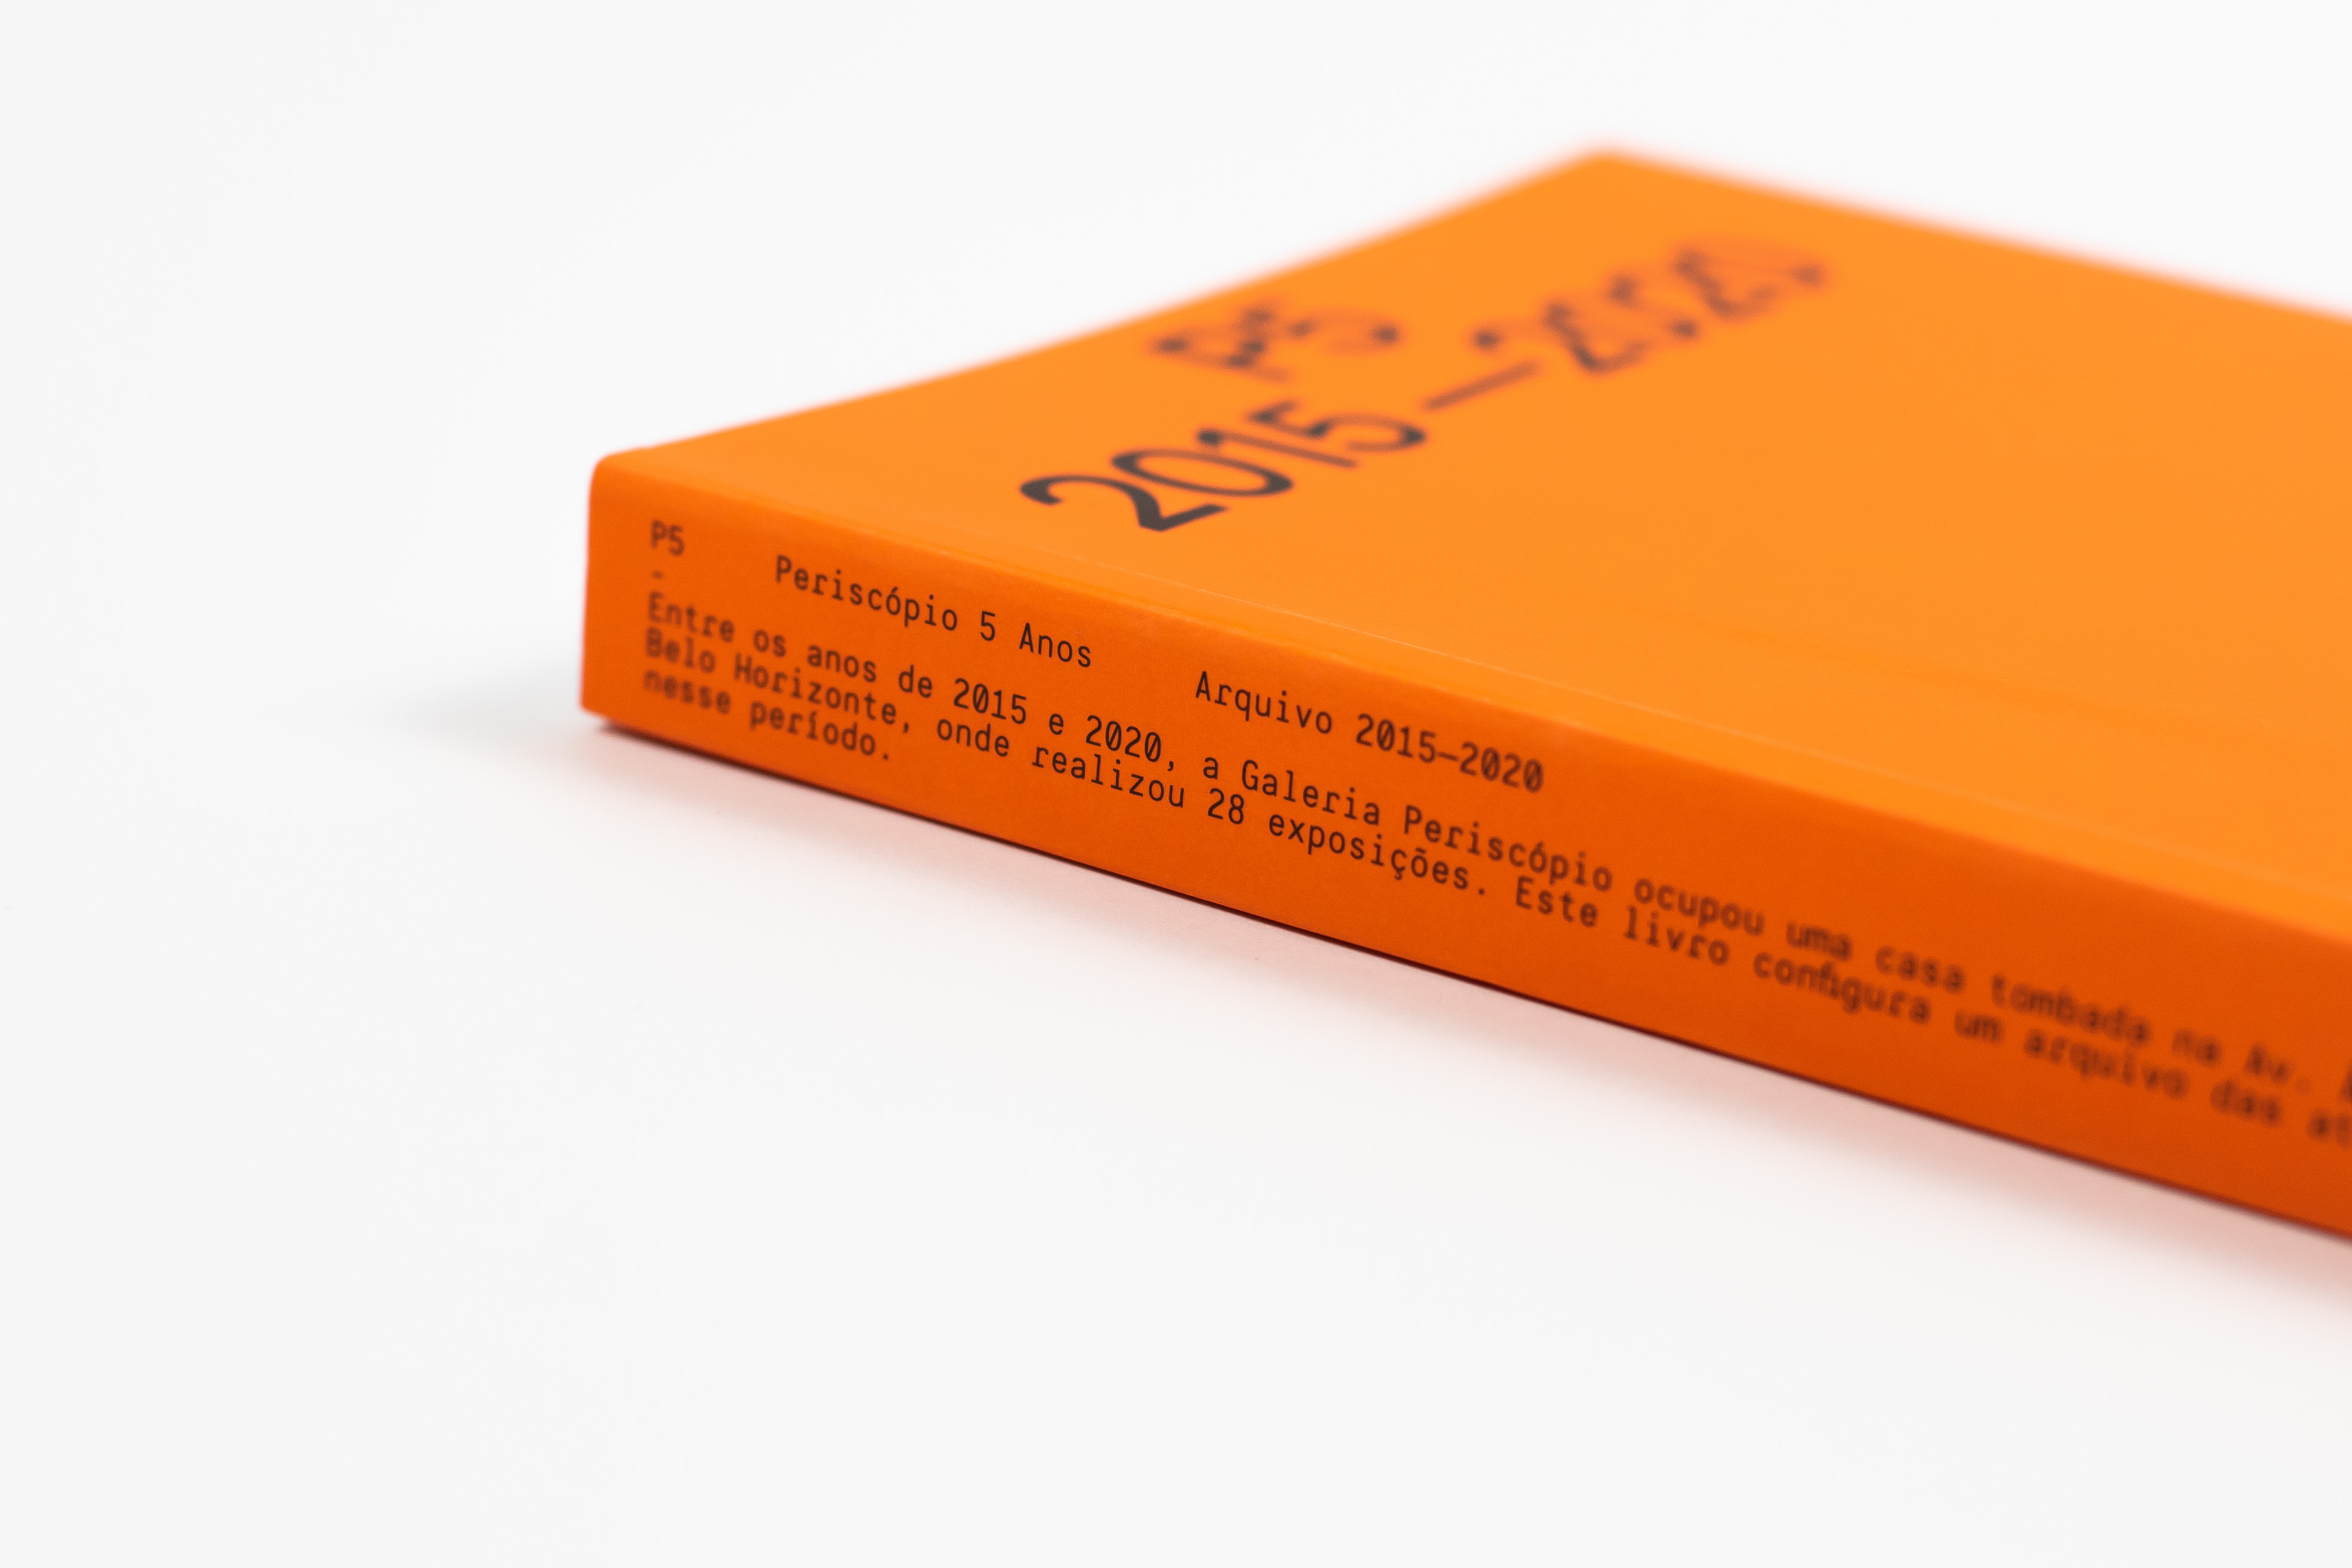 P5
2015—2020
P5 Periscópio 5 Anos Arquivo 2015—2020
-
Entre os anos de 2015 e 2020, a Galeria Periscópio ocupou uma casa tombada na Av.
Belo Horizonte, onde realizou 28 exposições. Este livro configura um arquivo das
nesse período.